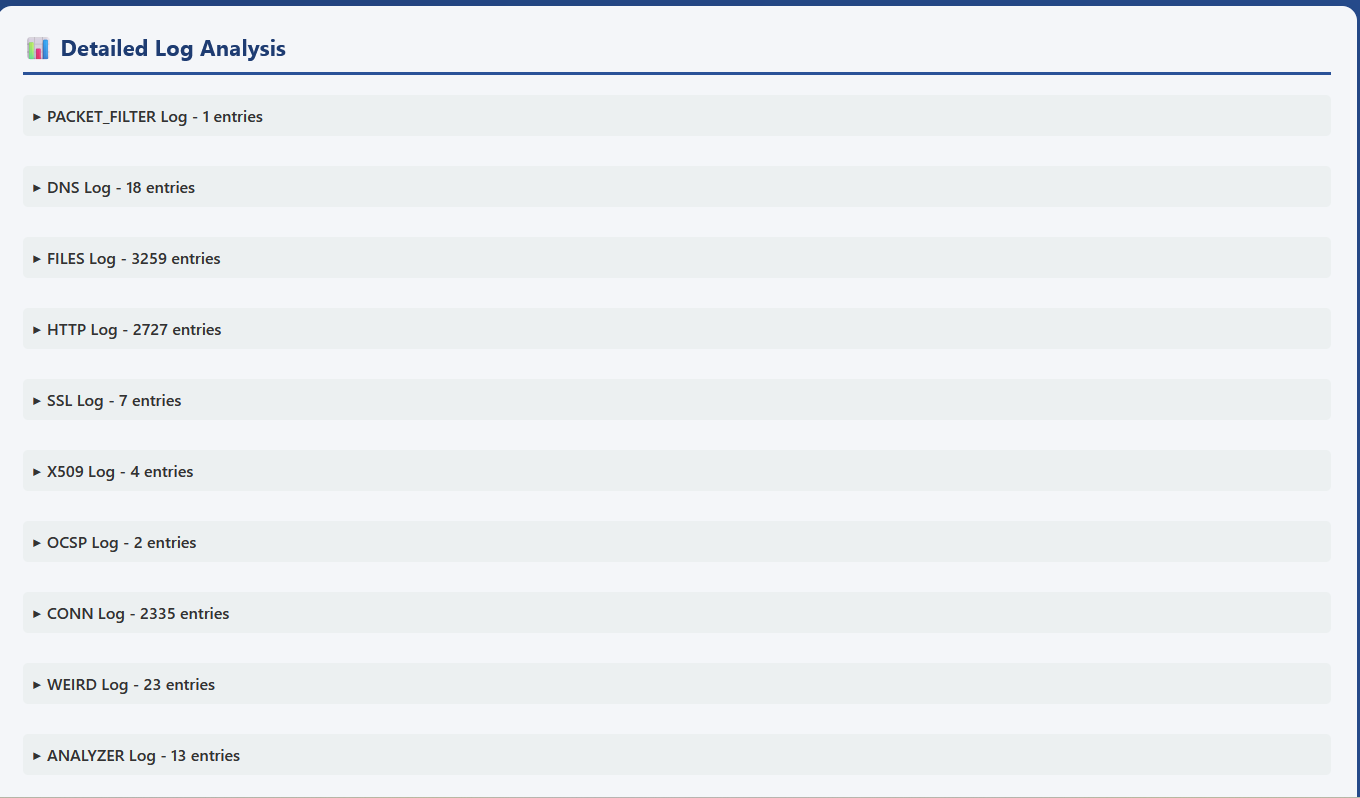 Detailed Log Analysis
PACKET_FILTER Log - 1 entries
DNS Log - 18 entries
FILES Log - 3259 entries
HTTP Log - 2727 entries
SSL Log - 7 entries
X509 Log - 4 entries
OCSP Log - 2 entries
CONN Log - 2335 entries
WEIRD Log - 23 entries
ANALYZER Log - 13 entries